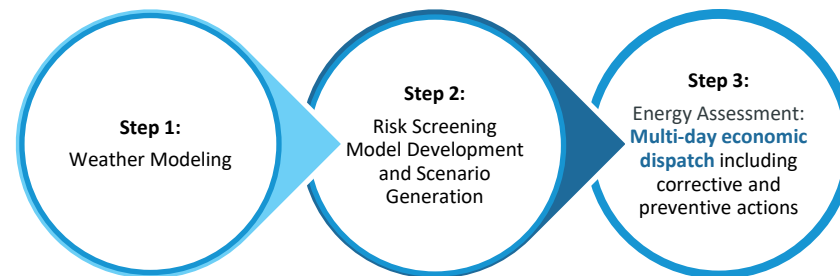 Step 1:
Weather Modeling
Step 2:
Risk Screening
Model Development
and Scenario
Generation
Step 3:
Energy Assessment:
Multi-day economic
dispatch including
corrective and
preventive actions